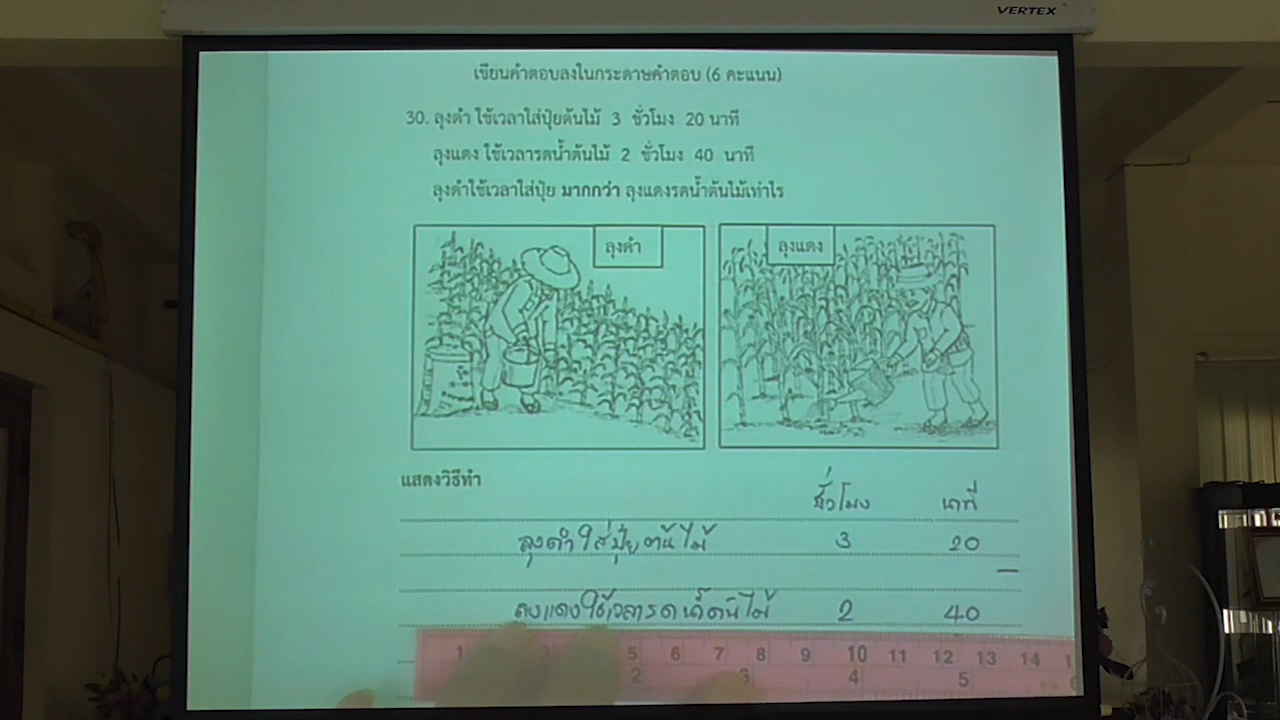 VERTEX
เขียนคำตอบลงในกระดาษคำตอบ (6 คะแนน)
30. ลุงดำ ใช้เวลาใส่ปุ๋ยต้นไม้ 3 ชั่วโมง 20 นาที
ลุงแดง ใช้เวลารดน้ำต้นไม้ 2 ชั่วโมง 40 นาที
ลุงดำใช้เวลาใส่ปุ๋ย มากกว่า ลุงแดงรดน้ำต้นไม้เท่าไร
ลุงดำ
ลุงแดง
แสดงวิธีทำ
ชั่วโมง นาที
ลุงดำใส่ปุ๋ยต้นไม้ 3 20
–
ลุงแดงใช้เวลารดน้ำต้นไม้ 2 40
1 3 5 6 7 8 9 10 11 12 13 14
2 3 4 5 6